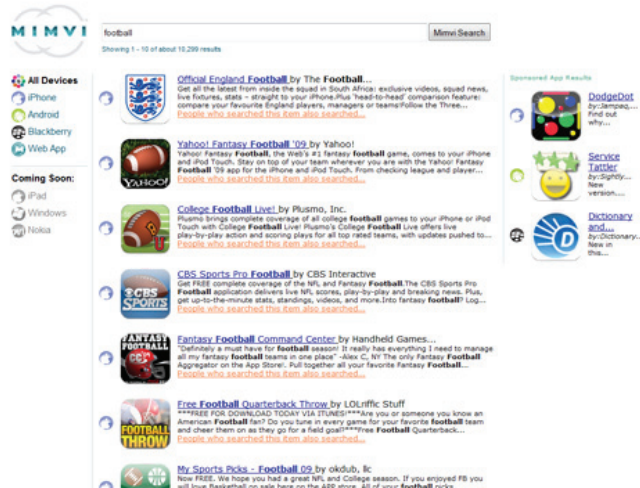 MIMVI
football
Mimvi Search
Showing 1 - 10 of about 10,299 results
All Devices
iPhone
Android
Blackberry
Web App
Coming Soon:
iPad
Windows
Nokia
Official England Football by The Football...
Get all the latest from inside the squad in South Africa: exclusive videos, squad news,
live fixtures, stats – straight to your iPhone.Plus 'head-to-head' comparison feature:
compare your favourite England players, managers or teams!Follow the Three...
People who searched this item also searched...
Yahoo! Fantasy Football '09 by Yahoo!
Yahoo! Fantasy Football, the Web's #1 fantasy football game, comes to your iPhone
and iPod Touch. Stay on top of your team wherever you are with the Yahoo! Fantasy
Football '09 app for the iPhone and iPod Touch. From checking league and player...
People who searched this item also searched...
YAHOO!
College Football Live! by Plusmo, Inc.
Plusmo brings complete coverage of all college football games to your iPhone or iPod
Touch with College Football Live! Plusmo's College Football Live offers live
play-by-play action and scoring plays for all top rated teams, with updates pushed to...
CBS Sports Pro Football by CBS Interactive
Get FREE complete coverage of the NFL and Fantasy Football.The CBS Sports Pro
Football application delivers live NFL scores, play-by-play and breaking news. Plus,
get up-to-the-minute stats, standings, videos, and more.Into fantasy football? Log...
People who searched this item also searched...
CBS
SPORTS
Fantasy Football Command Center by Handheld Games...
"Definitely a must have for football season! It really has everything I need to manage
all my fantasy football teams in one place" -Alex C, NY The only Fantasy Football
Aggregator on the App Store!. Pull together all your favorite Fantasy Football...
People who searched this item also searched...
FANTASY
FOOTBALL
CC
Free Football Quarterback Throw by LOLriffic Stuff
***FREE FOR DOWNLOAD TODAY VIA ITUNES!***Are you or someone you know an
American Football fan? Do you tune in every game for your favorite football team
and cheer them on as they go for a field goal?***Free Football Quarterback...
People who searched this item also searched...
FOOTBALL
THROW
My Sports Picks - Football 09 by okdub, llc
Now FREE. We hope you had a great NFL and College season. If you enjoyed FB you
will love Basketball on sale here on the APP store. All of your football picks
Sponsored App Results
DodgeDot
by:Jampaq,...
Find out
why...
Service
Tattler
by:Sightly...
New
version....
Dictionary
and...
by:Dictionary...
New in
this...